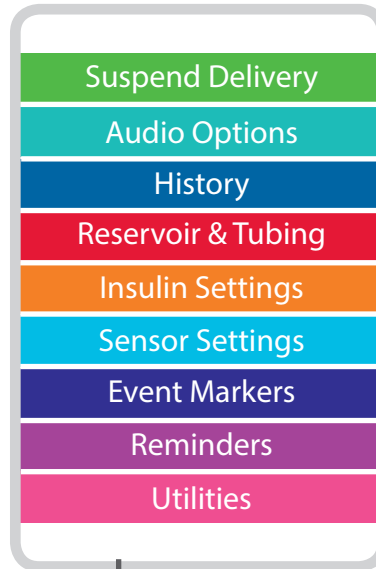 Suspend Delivery
Audio Options
History
Reservoir & Tubing
Insulin Settings
Sensor Settings
Event Markers
Reminders
Utilities